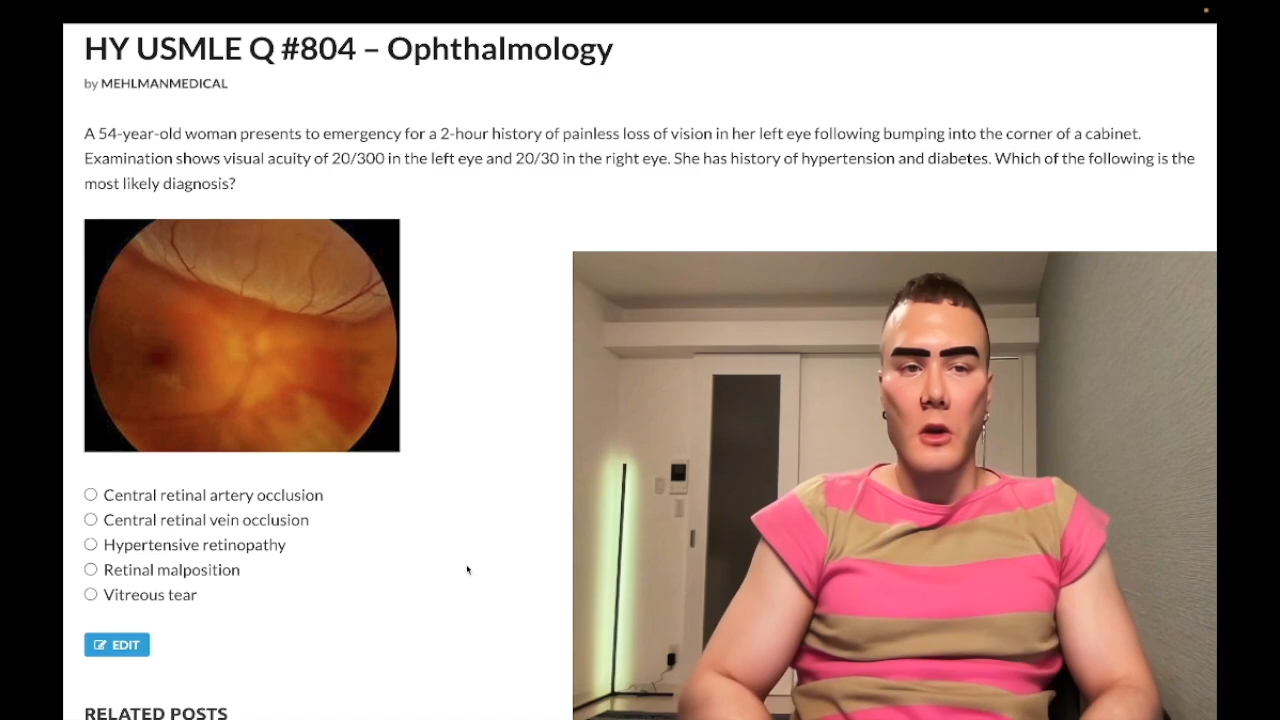 HY USMLE Q #804 – Ophthalmology
by MEHLMANMEDICAL
A 54-year-old woman presents to emergency for a 2-hour history of painless loss of vision in her left eye following bumping into the corner of a cabinet.
Examination shows visual acuity of 20/300 in the left eye and 20/30 in the right eye. She has history of hypertension and diabetes. Which of the following is the
most likely diagnosis?
Central retinal artery occlusion
Central retinal vein occlusion
Hypertensive retinopathy
Retinal malposition
Vitreous tear
EDIT
RELATED POSTS